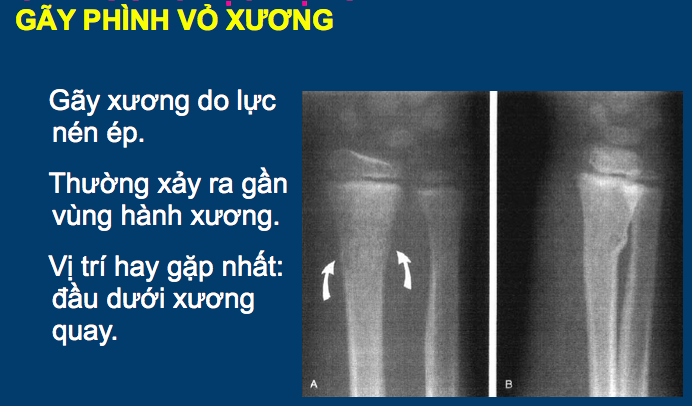 GÃY PHÌNH VỎ XƯƠNG
Gãy xương do lực
nén ép.
Thường xảy ra gần
vùng hành xương.
Vị trí hay gặp nhất:
đầu dưới xương
quay.
A
B